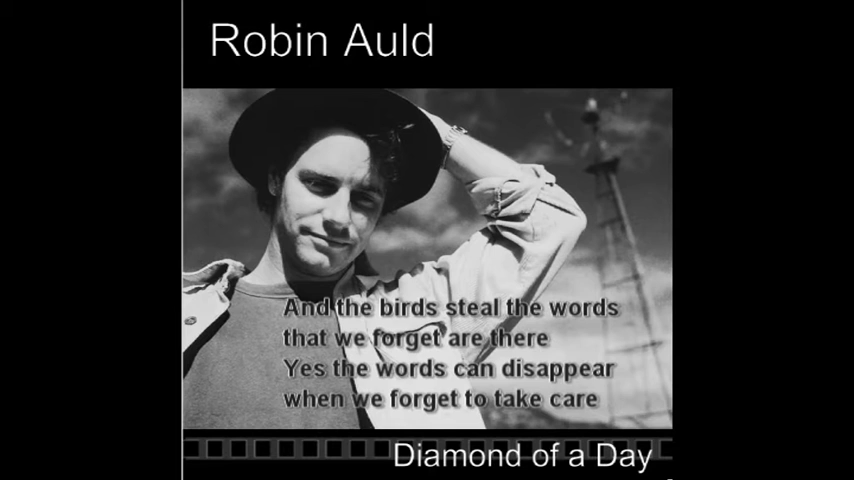 Robin Auld
And the birds steal the words
that we forget are there
Yes the words can disappear
when we forget to take care
Diamond of a Day